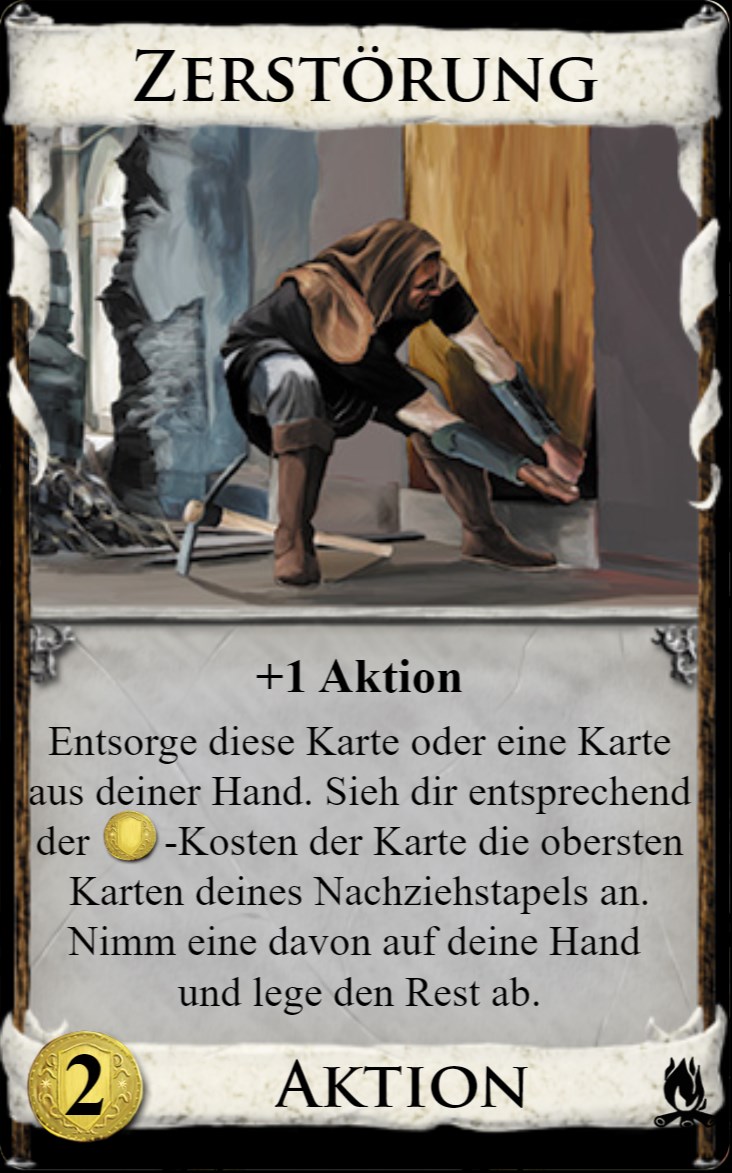 Zerstörung
+1 Aktion
Entsorge diese Karte oder eine Karte
aus deiner Hand. Sieh dir entsprechend
der -Kosten der Karte die obersten
Karten deines Nachziehstapels an.
Nimm eine davon auf deine Hand
und lege den Rest ab.
2
Aktion